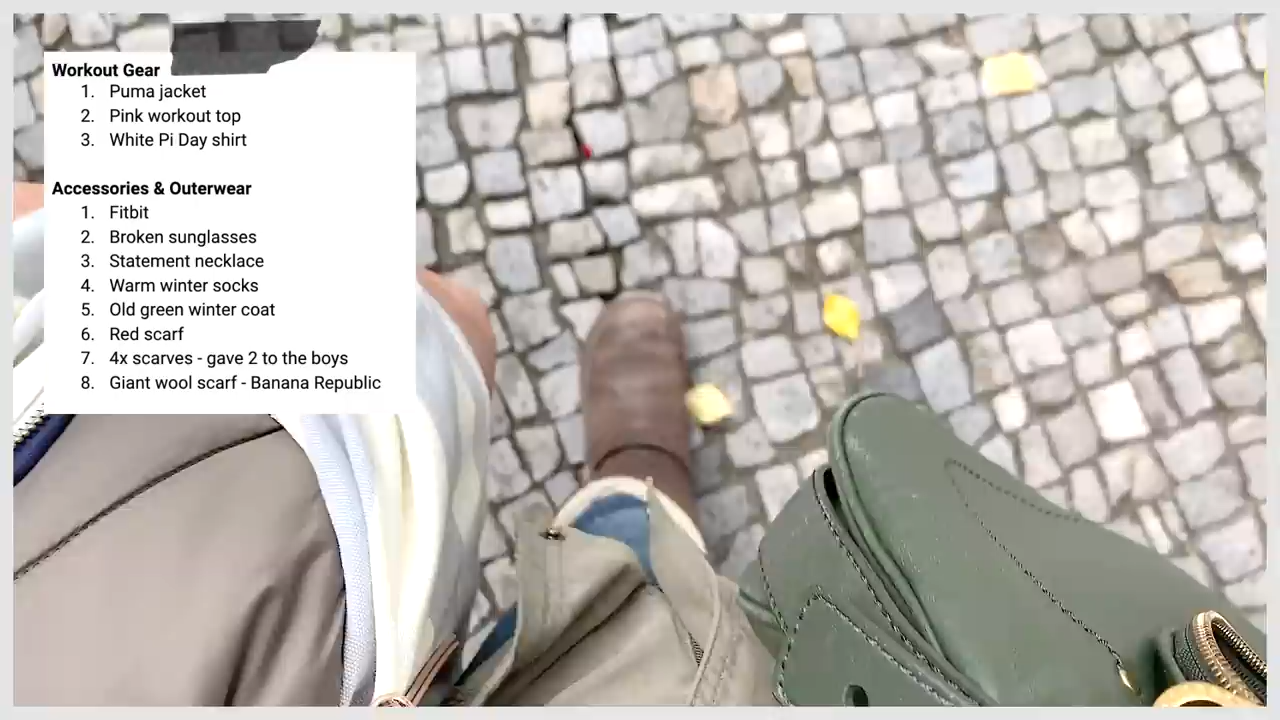 Workout Gear
1. Puma jacket
2. Pink workout top
3. White Pi Day shirt
Accessories & Outerwear
1. Fitbit
2. Broken sunglasses
3. Statement necklace
4. Warm winter socks
5. Old green winter coat
6. Red scarf
7. 4x scarves - gave 2 to the boys
8. Giant wool scarf - Banana Republic